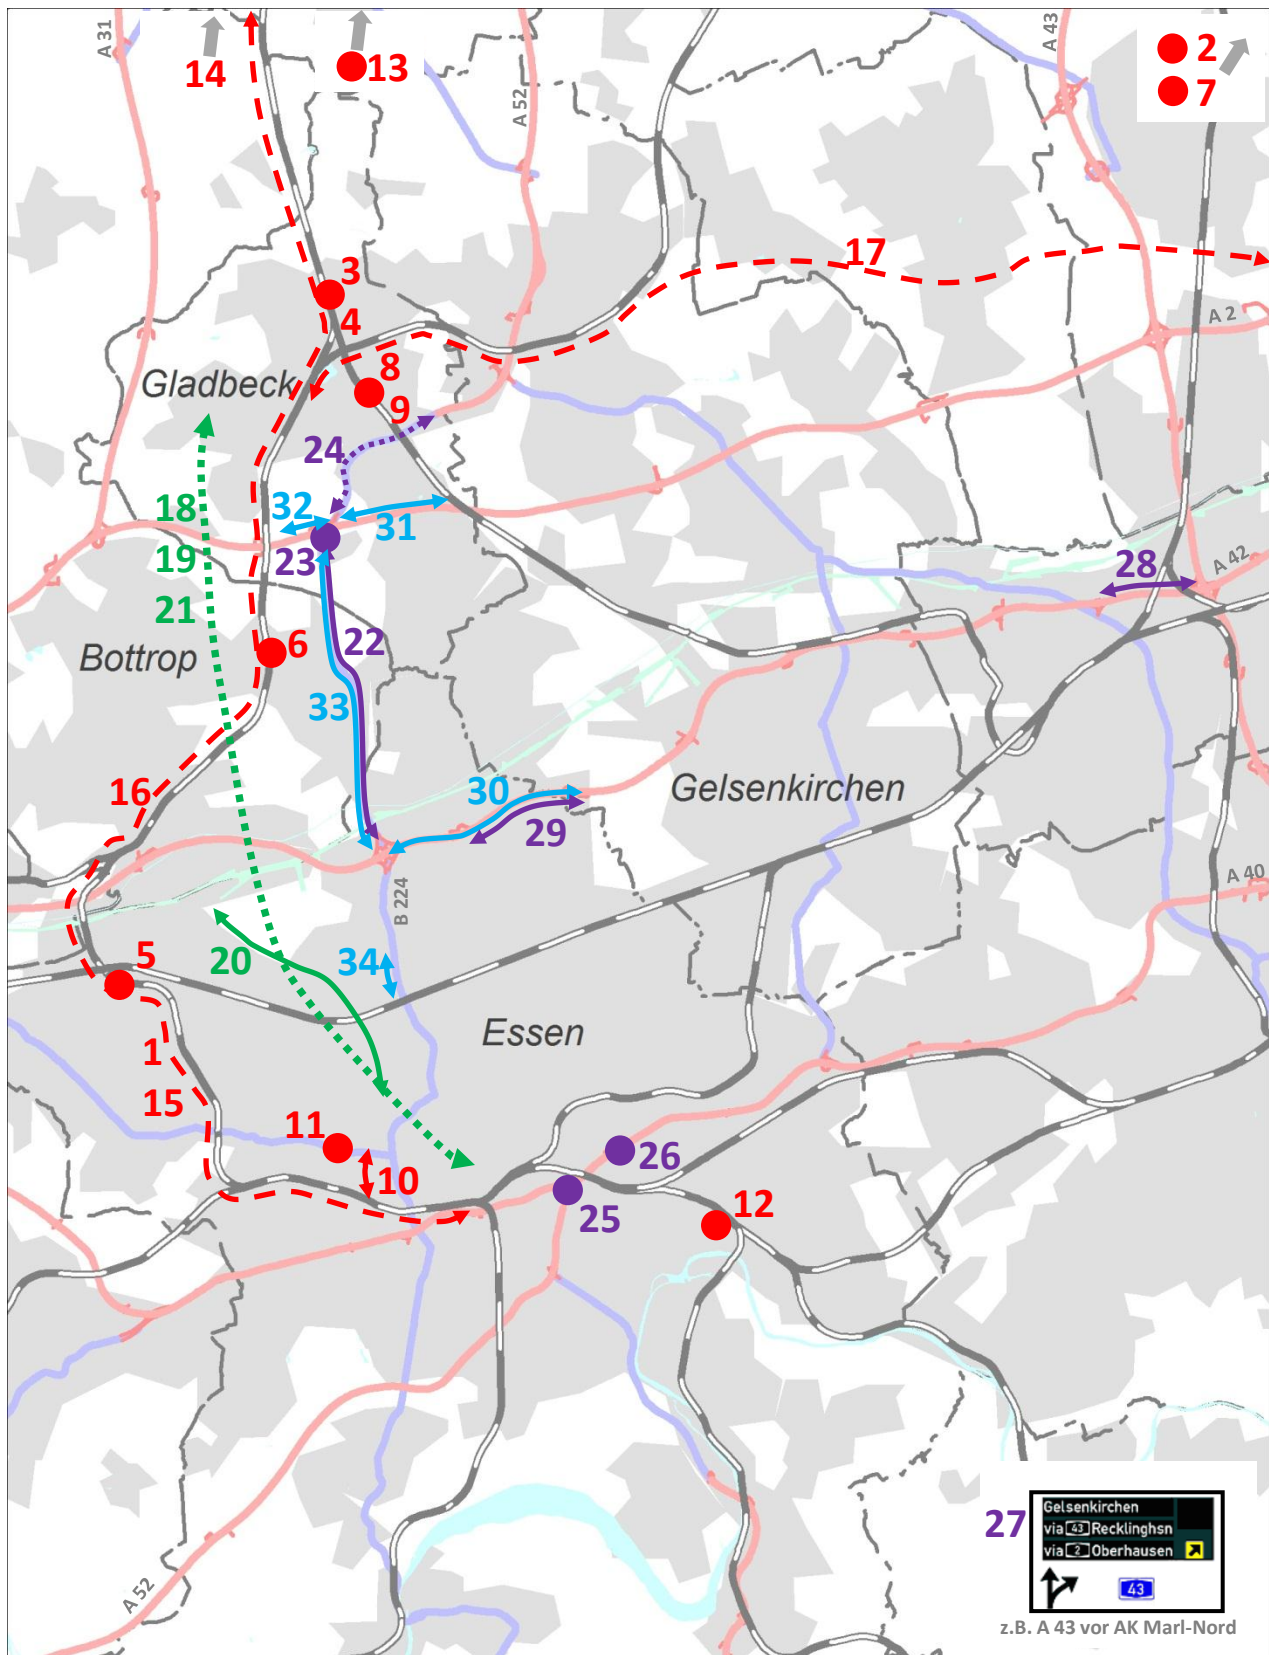 A 31
14
13
A 52
A 43
2
7
3
4
17
A 2
Gladbeck
8
9
24
18
32
31
19
23
28
A 42
21
Bottrop
6
22
33
16
30
Gelsenkirchen
29
A 40
B 224
5
20
34
1
Essen
15
11
10
26
25
12
A 52
27
Gelsenkirchen
via 43 Recklinghsn
via 2 Oberhausen
43
z.B. A 43 vor AK Marl-Nord